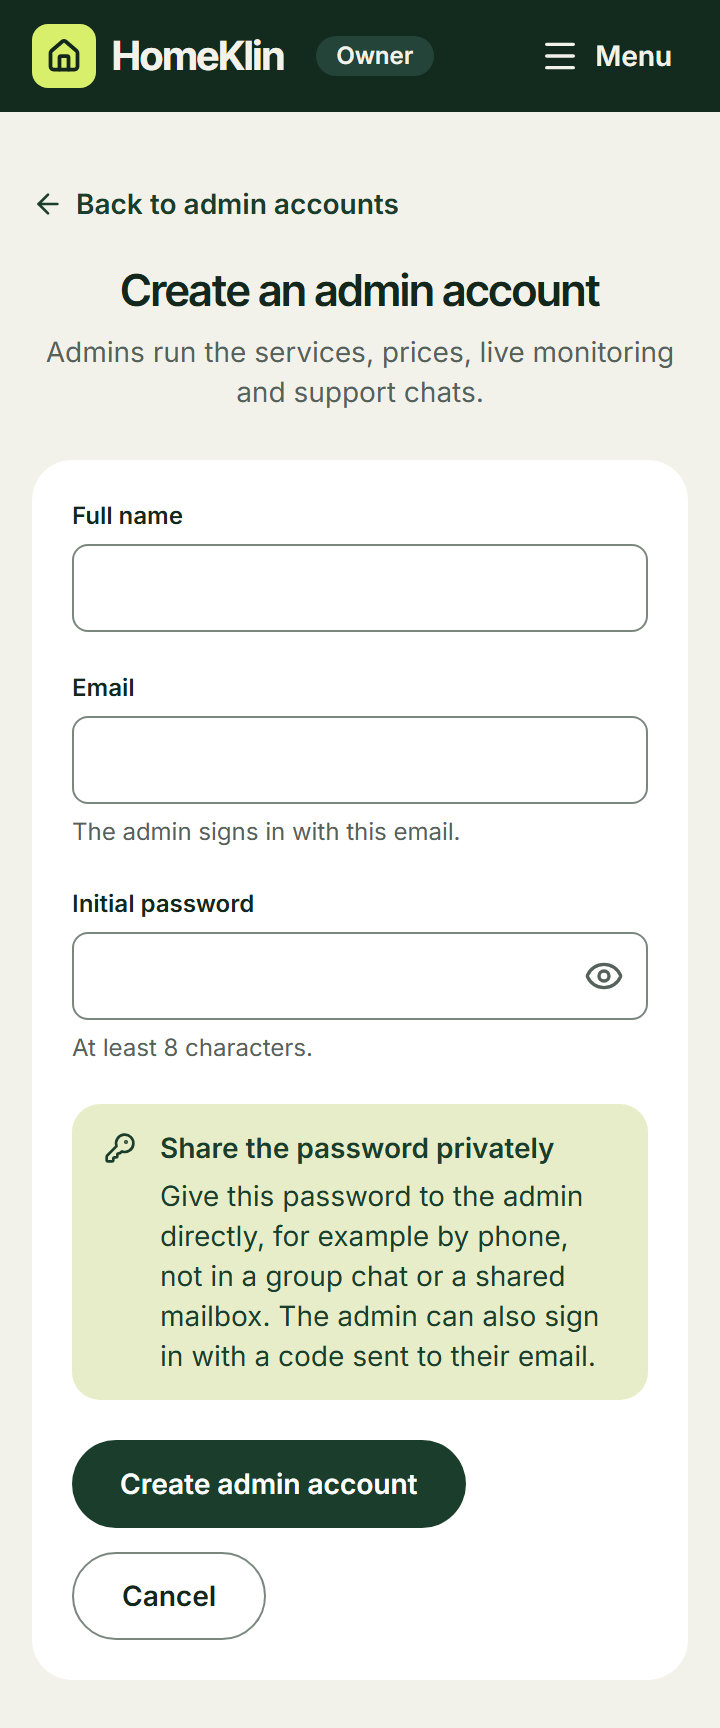 HomeKlin
Owner
Menu
Back to admin accounts
Create an admin account
Admins run the services, prices, live monitoring
and support chats.
Full name
Email
The admin signs in with this email.
Initial password
At least 8 characters.
Share the password privately
Give this password to the admin
directly, for example by phone,
not in a group chat or a shared
mailbox. The admin can also sign
in with a code sent to their email.
Create admin account
Cancel